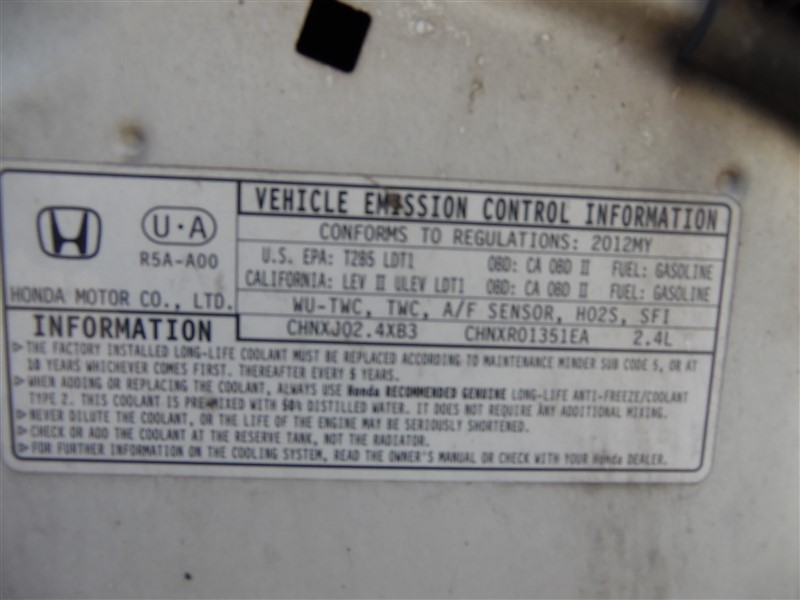 U·A
R5A-A00
HONDA MOTOR CO., LTD.
VEHICLE EMISSION CONTROL INFORMATION
CONFORMS TO REGULATIONS: 2012MY
U.S. EPA: T2B5 LDT1 OBD: CA OBD II FUEL: GASOLINE
CALIFORNIA: LEV II ULEV LDT1 OBD: CA OBD II FUEL: GASOLINE
WU-TWC, TWC, A/F SENSOR, HO2S, SFI
CHNXJ02.4XB3 CHNXR01351EA 2.4L
INFORMATION
▷THE FACTORY INSTALLED LONG-LIFE COOLANT MUST BE REPLACED ACCORDING TO MAINTENANCE MINDER SUB CODE 5, OR AT
10 YEARS WHICHEVER COMES FIRST. THEREAFTER EVERY 5 YEARS.
▷WHEN ADDING OR REPLACING THE COOLANT, ALWAYS USE Honda RECOMMENDED GENUINE LONG-LIFE ANTI-FREEZE/COOLANT
TYPE 2. THIS COOLANT IS PRE-MIXED WITH 50% DISTILLED WATER. IT DOES NOT REQUIRE ANY ADDITIONAL MIXING.
▷NEVER DILUTE THE COOLANT, OR THE LIFE OF THE ENGINE MAY BE SERIOUSLY SHORTENED.
▷CHECK OR ADD THE COOLANT AT THE RESERVE TANK, NOT THE RADIATOR.
▷FOR FURTHER INFORMATION ON THE COOLING SYSTEM, READ THE OWNER'S MANUAL OR CHECK WITH YOUR Honda DEALER.